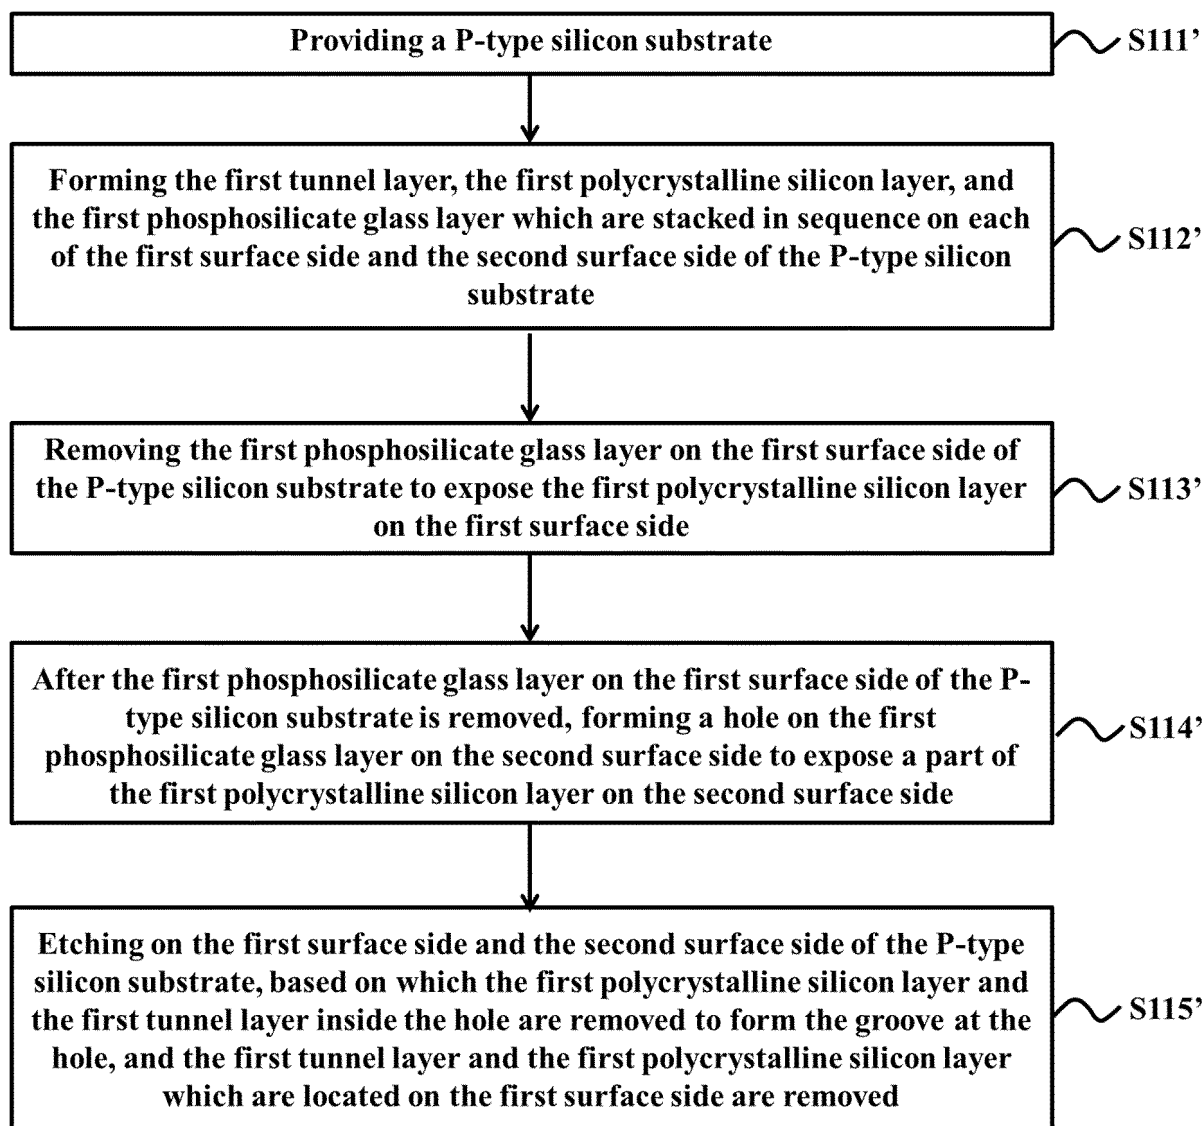 Providing a P-type silicon substrate
S111’
Forming the first tunnel layer, the first polycrystalline silicon layer, and
the first phosphosilicate glass layer which are stacked in sequence on each
of the first surface side and the second surface side of the P-type silicon
substrate
S112’
Removing the first phosphosilicate glass layer on the first surface side of
the P-type silicon substrate to expose the first polycrystalline silicon layer
on the first surface side
S113’
After the first phosphosilicate glass layer on the first surface side of the P-
type silicon substrate is removed, forming a hole on the first
phosphosilicate glass layer on the second surface side to expose a part of
the first polycrystalline silicon layer on the second surface side
S114’
Etching on the first surface side and the second surface side of the P-type
silicon substrate, based on which the first polycrystalline silicon layer and
the first tunnel layer inside the hole are removed to form the groove at the
hole, and the first tunnel layer and the first polycrystalline silicon layer
which are located on the first surface side are removed
S115’